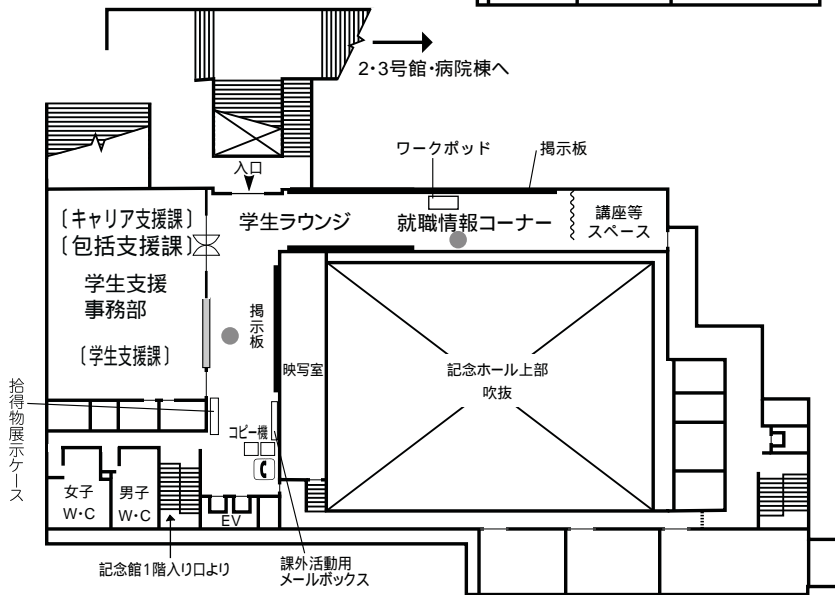 2・3号館・病院棟へ
ワークポッド
掲示板
入口
〔キャリア支援課〕
〔包括支援課〕
学生支援
事務部
〔学生支援課〕
学生ラウンジ
就職情報コーナー
講座等
スペース
掲示板
映写室
記念ホール上部
吹抜
拾得物展示ケース
コピー機
女子
W・C
男子
W・C
EV
記念館1階入り口より
課外活動用
メールボックス